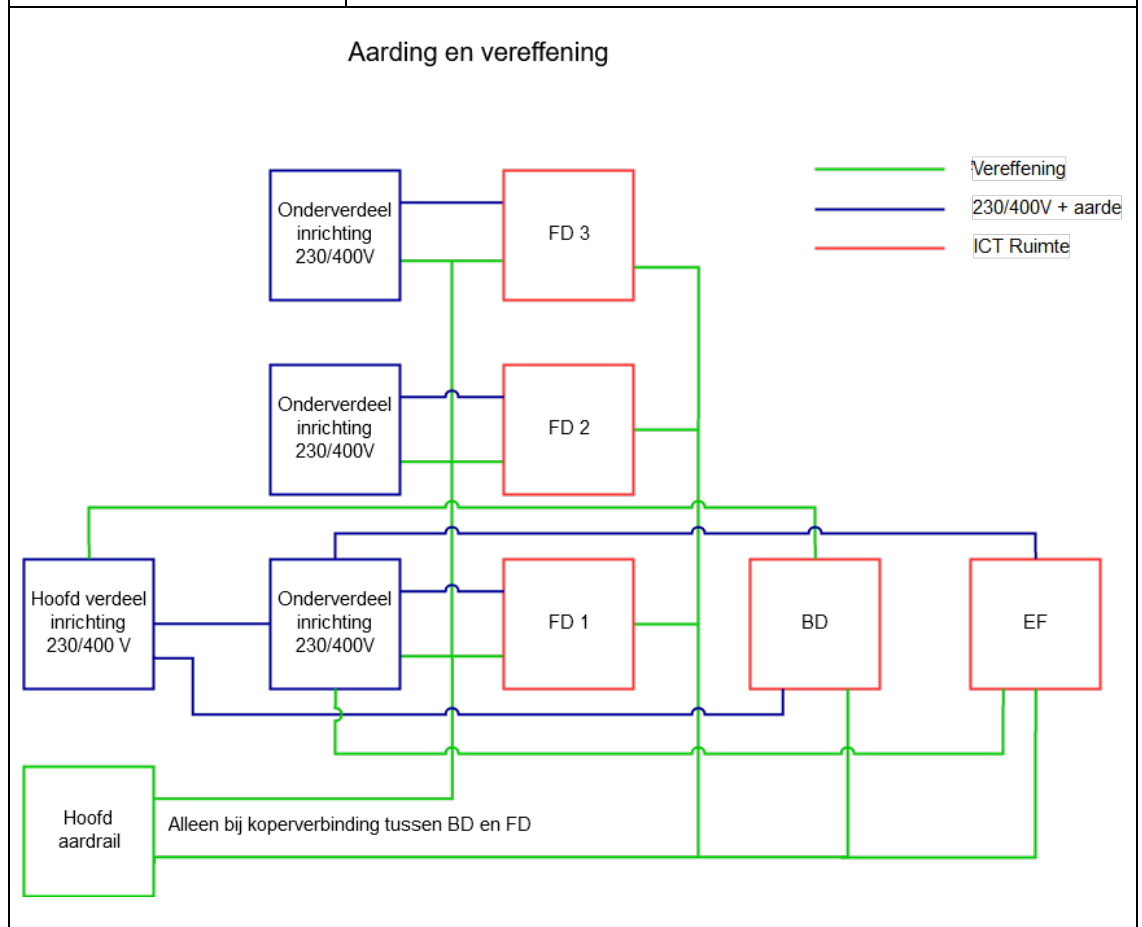 Aarding en vereffening
Vereffening
230/400V + aarde
ICT Ruimte
Onderverdeel
inrichting
230/400V
FD 3
Onderverdeel
inrichting
230/400V
FD 2
Hoofd verdeel
inrichting
230/400 V
Onderverdeel
inrichting
230/400V
FD 1
BD
EF
Hoofd
aardrail
Alleen bij koperverbinding tussen BD en FD